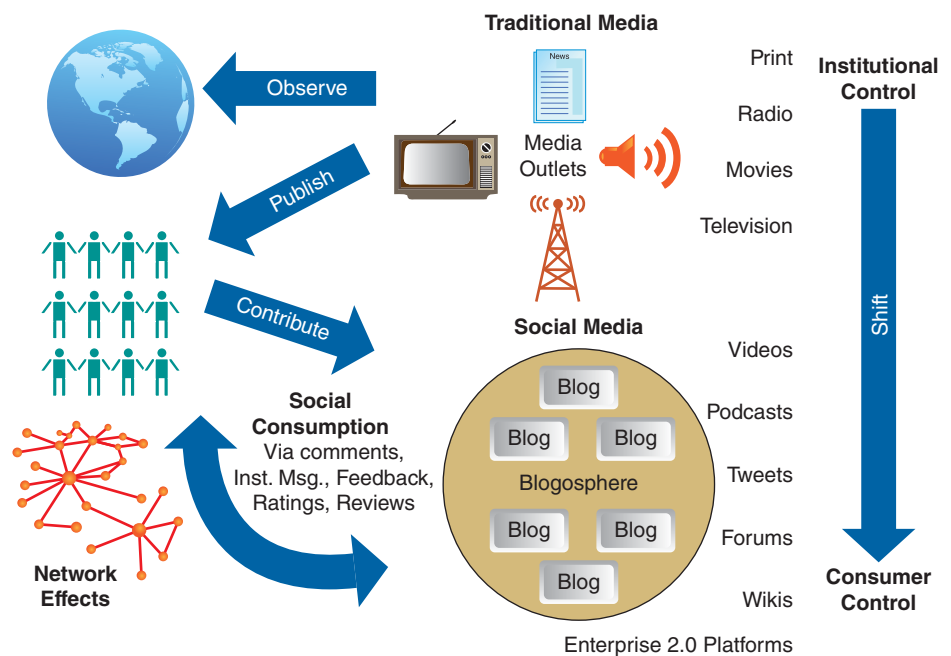 Traditional Media
News
Media
Outlets
Observe
Publish
Contribute
Print
Radio
Movies
Television
Institutional
Control
Shift
Social Media
Blog
Blog
Blog
Blogosphere
Blog
Blog
Blog
Social
Consumption
Via comments,
Inst. Msg., Feedback,
Ratings, Reviews
Network
Effects
Videos
Podcasts
Tweets
Forums
Wikis
Enterprise 2.0 Platforms
Consumer
Control